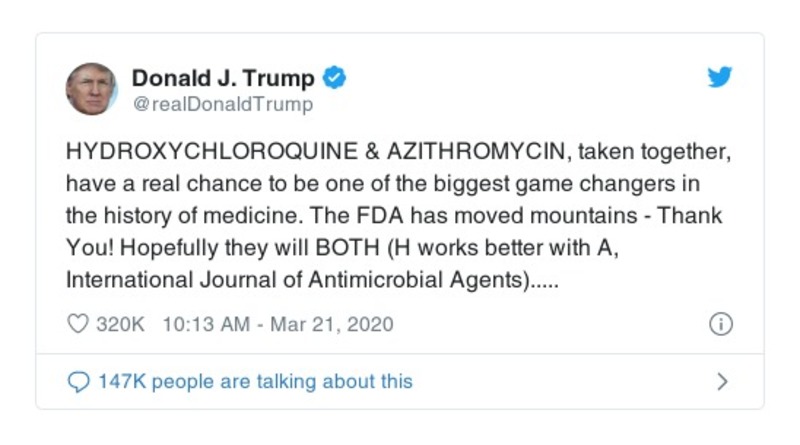 Donald J. Trump
@realDonaldTrump
HYDROXYCHLOROQUINE & AZITHROMYCIN, taken together,
have a real chance to be one of the biggest game changers in
the history of medicine. The FDA has moved mountains - Thank
You! Hopefully they will BOTH (H works better with A,
International Journal of Antimicrobial Agents).....
320K 10:13 AM - Mar 21, 2020
147K people are talking about this